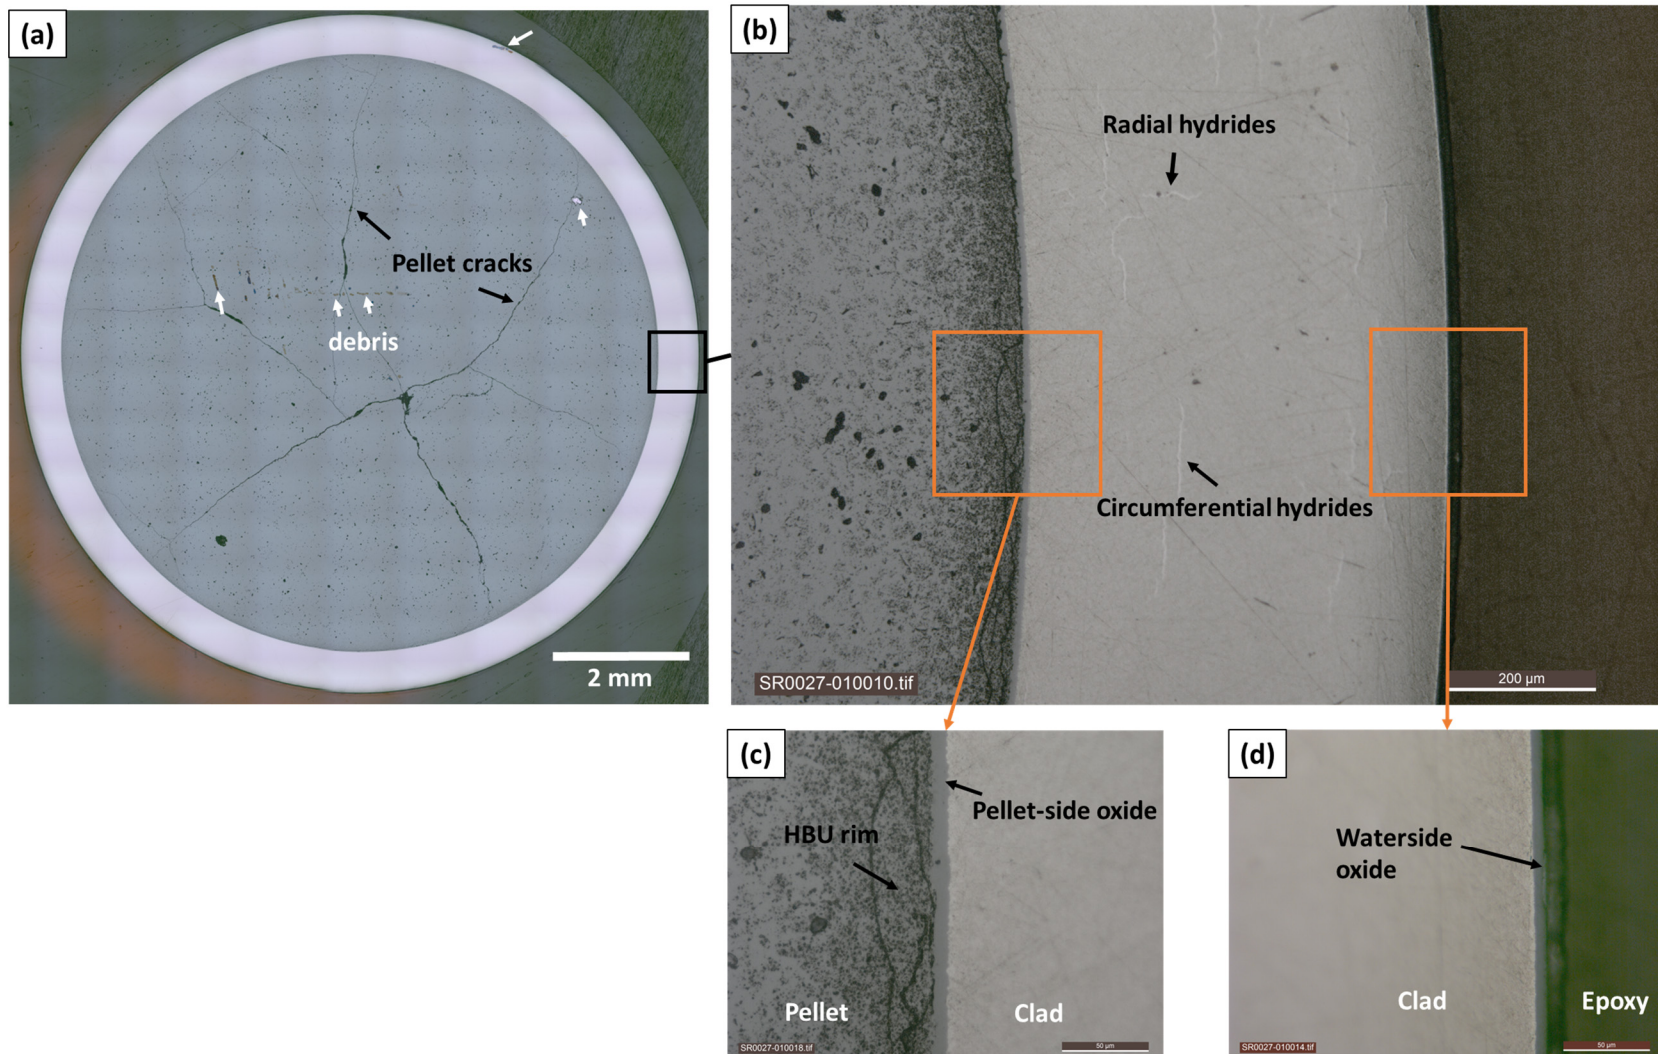 (a)
Pellet cracks
debris
2 mm
(b)
Radial hydrides
Circumferential hydrides
SR0027-010010.tif
200 µm
(c)
Pellet-side oxide
HBU rim
Pellet
Clad
SR0027-010018.tif
50 µm
(d)
Waterside
oxide
Clad
Epoxy
SR0027-010014.tif
50 µm